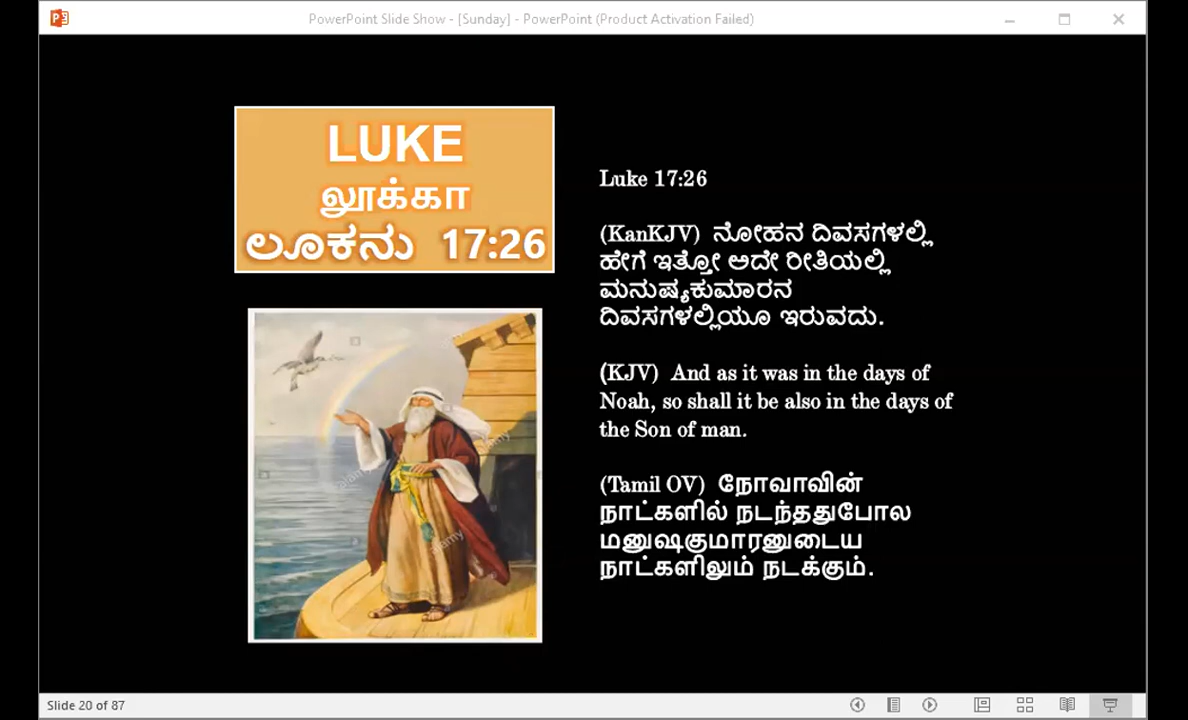 PowerPoint Slide Show - [Sunday] - PowerPoint (Product Activation Failed)
LUKE
லூக்கா
ಲೂಕನು 17:26
Luke 17:26
(KanKJV) ನೋಹನ ದಿವಸಗಳಲ್ಲಿ
ಹೇಗೆ ಇತ್ತೋ ಅದೇ ರೀತಿಯಲ್ಲಿ
ಮನುಷ್ಯಕುಮಾರನ
ದಿವಸಗಳಲ್ಲಿಯೂ ಇರುವದು.
(KJV) And as it was in the days of
Noah, so shall it be also in the days of
the Son of man.
(Tamil OV) நோவாவின்
நாட்களில் நடந்ததுபோல
மனுஷகுமாரனுடைய
நாட்களிலும் நடக்கும்.
alamy
alamy
alamy
Slide 20 of 87